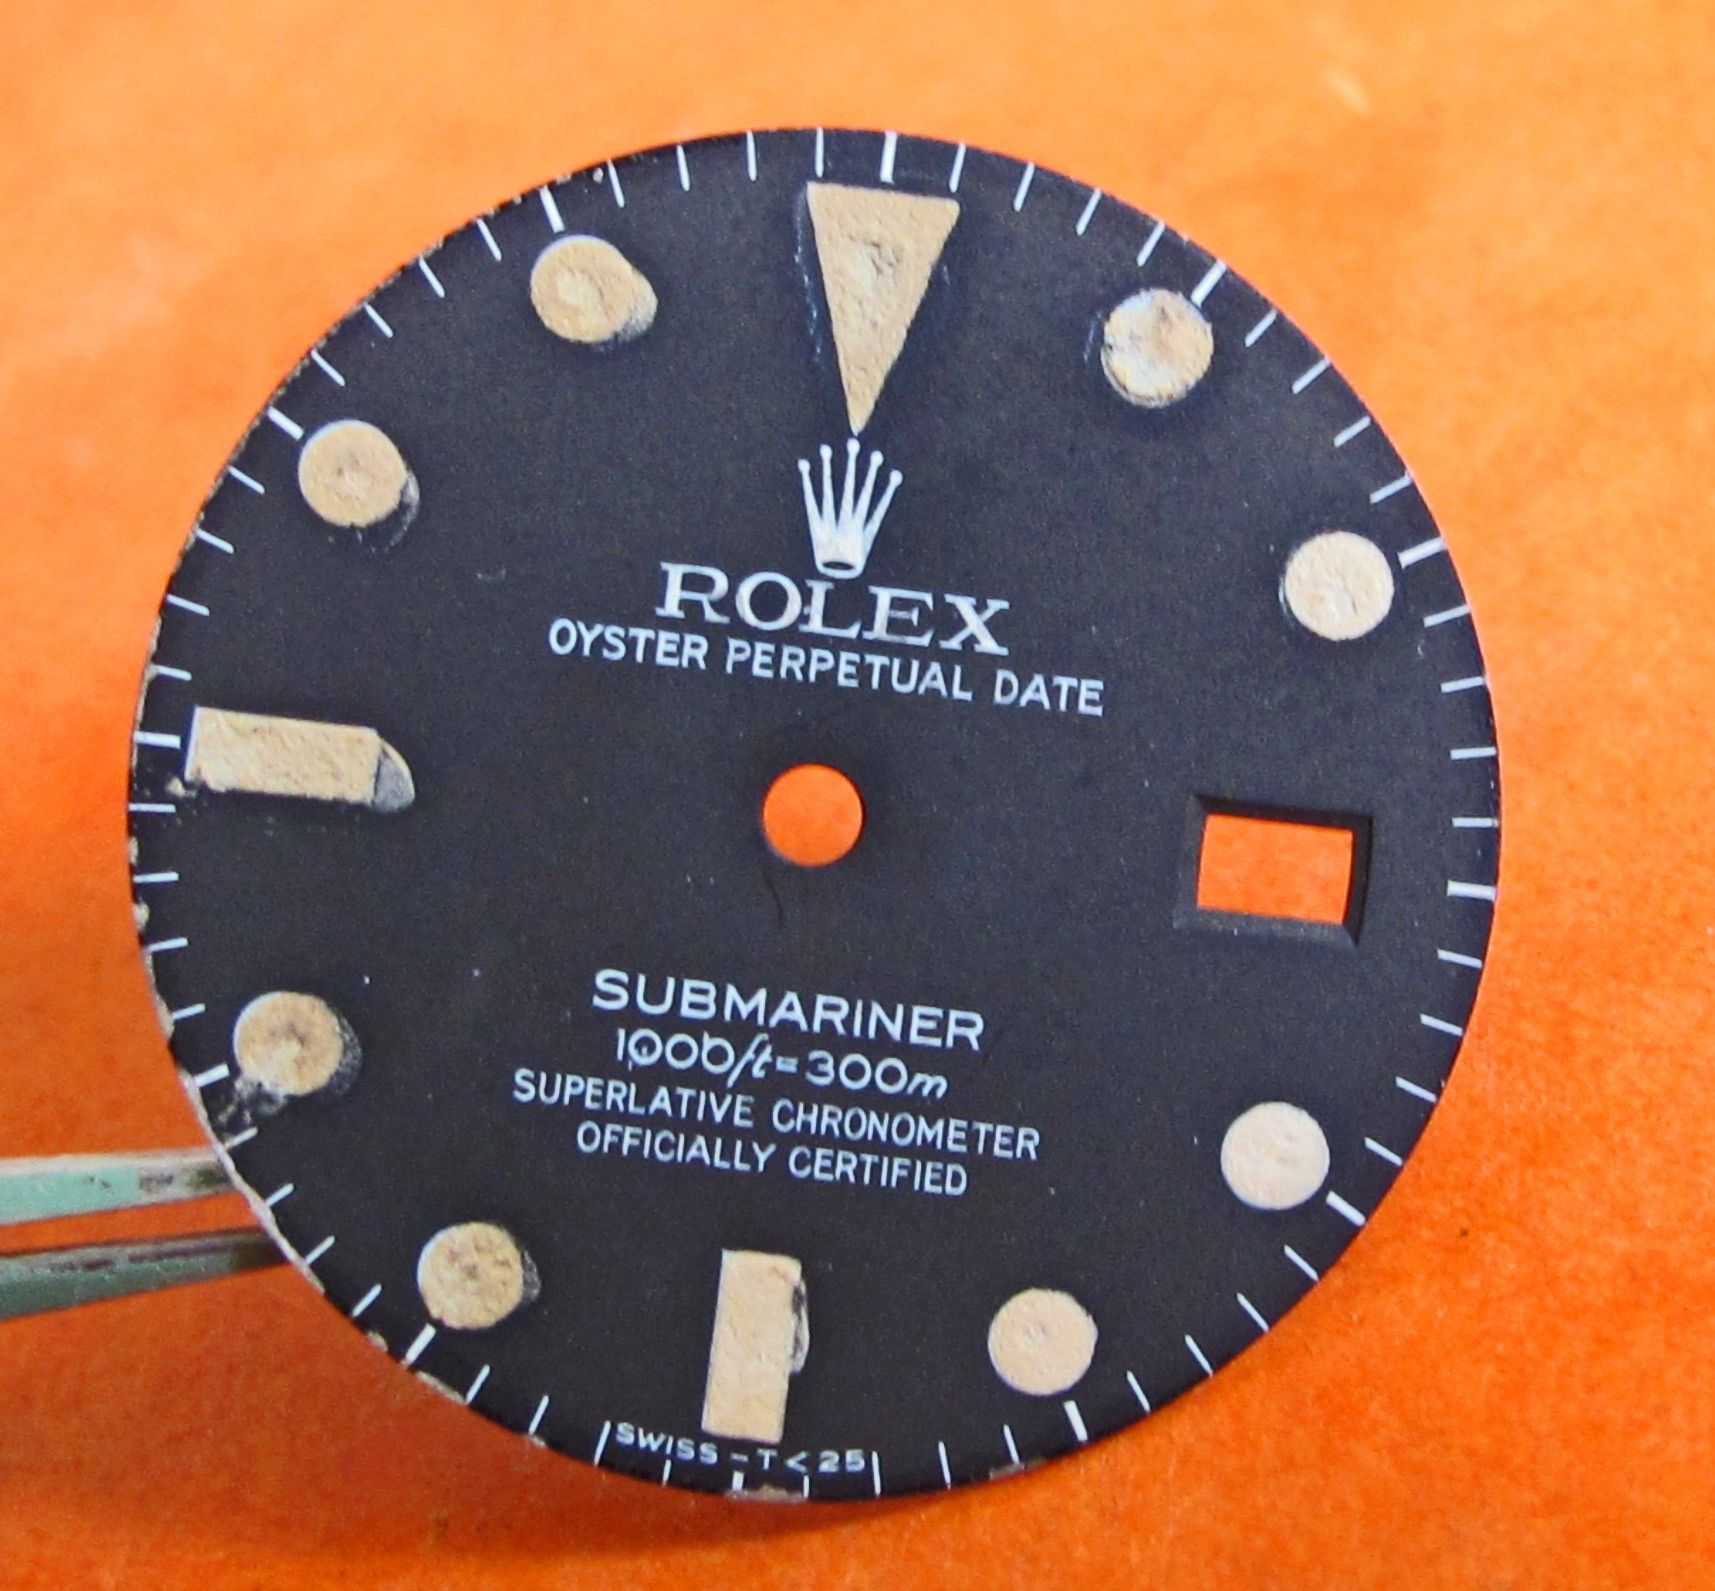 ROLEX
OYSTER PERPETUAL DATE
SUBMARINER
1000ft=300m
SUPERLATIVE CHRONOMETER
OFFICIALLY CERTIFIED
SWISS-T<25